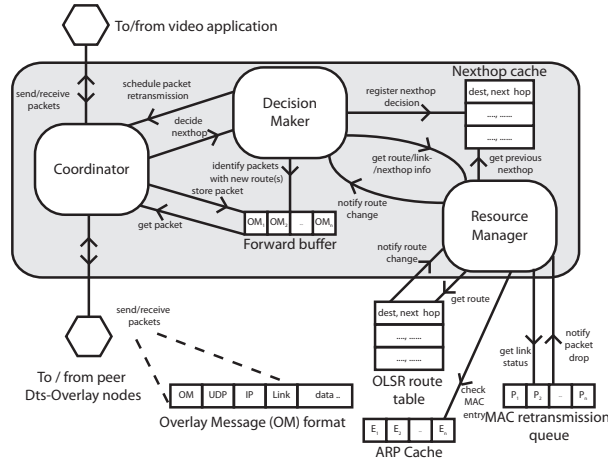 To/from video application
send/receive
packets
schedule packet
retransmission
Decision
Maker
register nexthop
decision
Nexthop cache
dest, next hop
...., ......
...., ......
decide
nexthop
Coordinator
identify packets
with new route(s)
store packet
get packet
OM1 OM2 .. OMn
Forward buffer
get route/link-
/nexthop info
notify route
change
get previous
nexthop
Resource
Manager
notify route
change
get route
dest, next hop
...., ......
...., ......
OLSR route
table
send/receive
packets
To / from peer
Dts-Overlay nodes
OM UDP IP Link data ..
Overlay Message (OM) format
check
MAC
entry
E1 E2 .. En
ARP Cache
get link
status
notify
packet
drop
P1 P2 .. Pn
MAC retransmission
queue